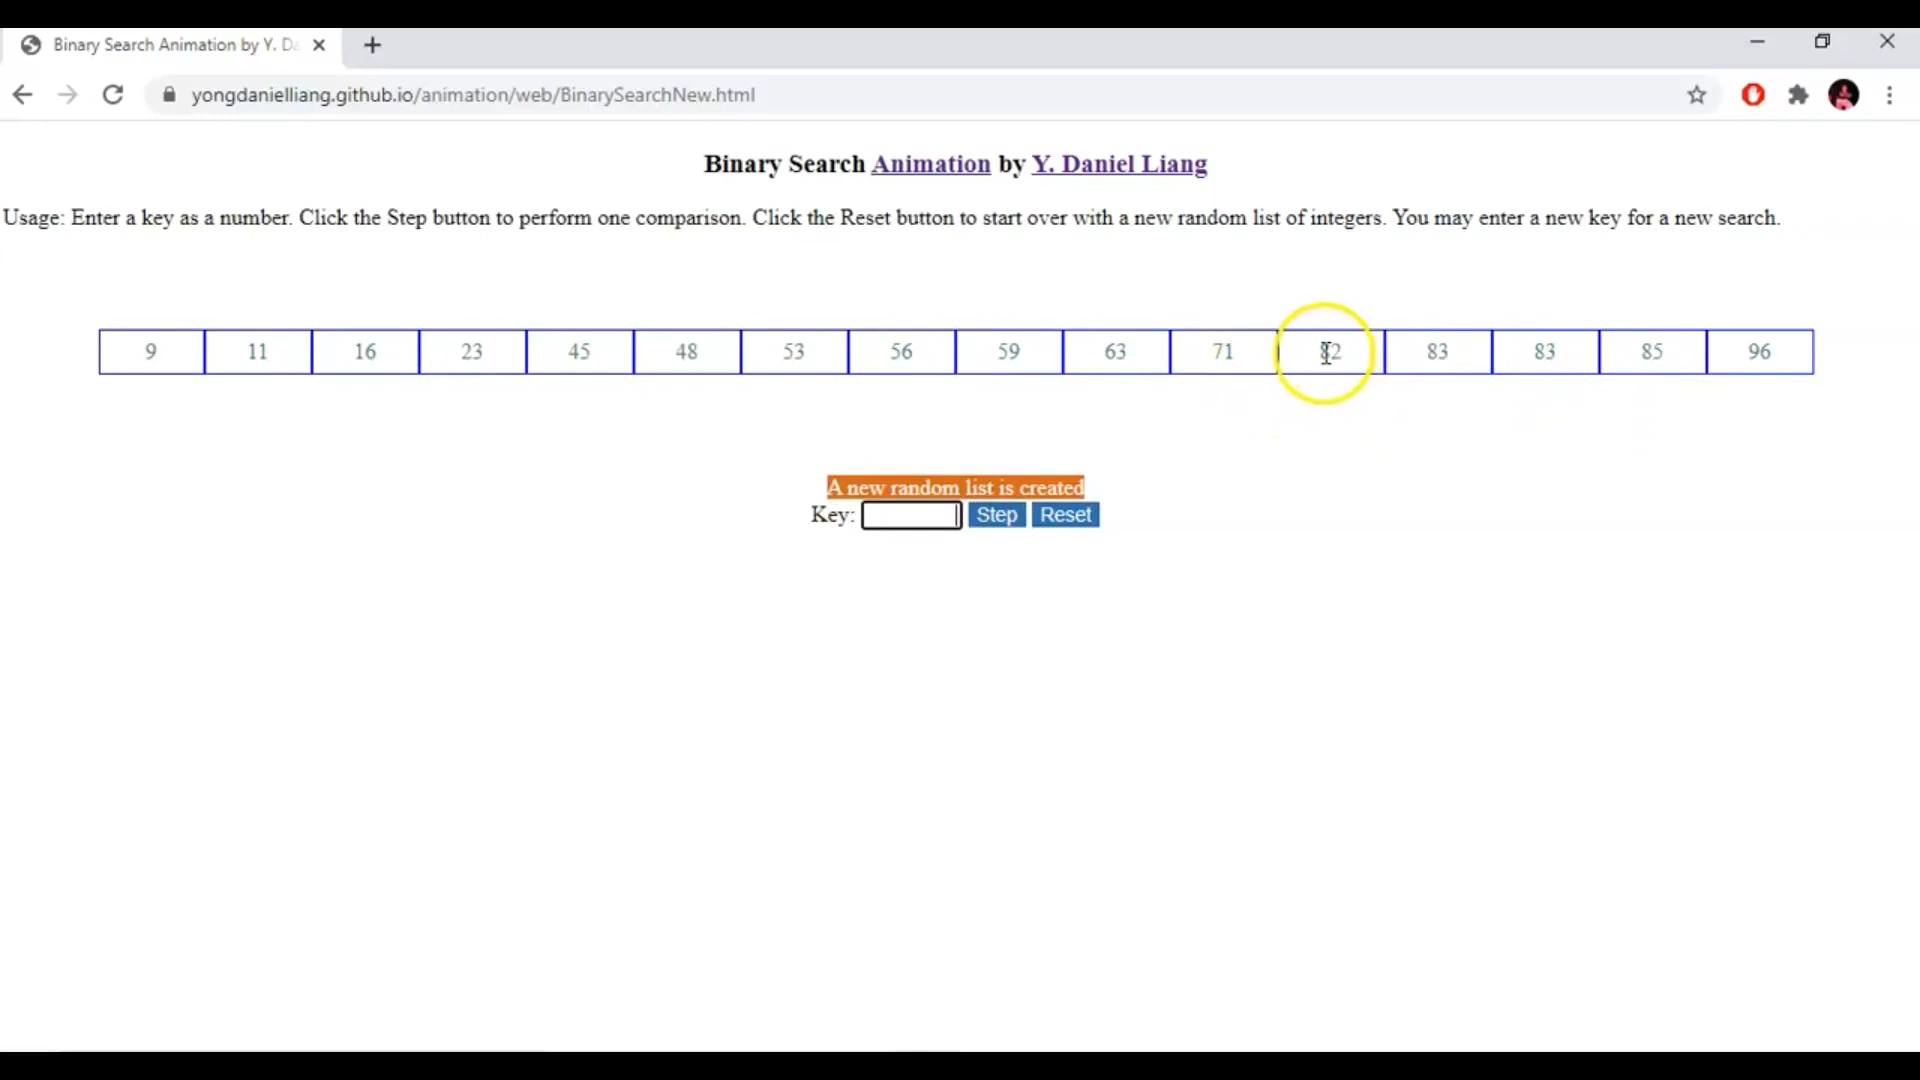 Binary Search Animation by Y. Da
yongdanielliang.github.io/animation/web/BinarySearchNew.html
Binary Search Animation by Y. Daniel Liang
Usage: Enter a key as a number. Click the Step button to perform one comparison. Click the Reset button to start over with a new random list of integers. You may enter a new key for a new search.
9 11 16 23 45 48 53 56 59 63 71 82 83 83 85 96
A new random list is created
Key: Step Reset